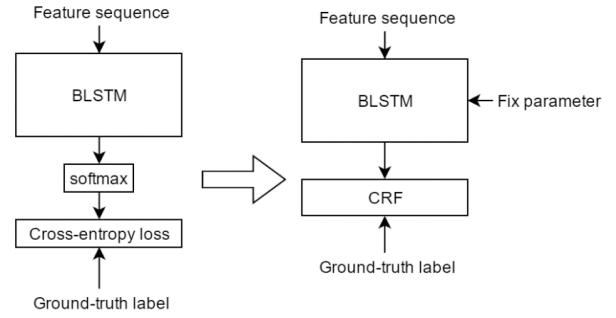 Feature sequence
BLSTM
softmax
Cross-entropy loss
Ground-truth label
Feature sequence
BLSTM
Fix parameter
CRF
Ground-truth label